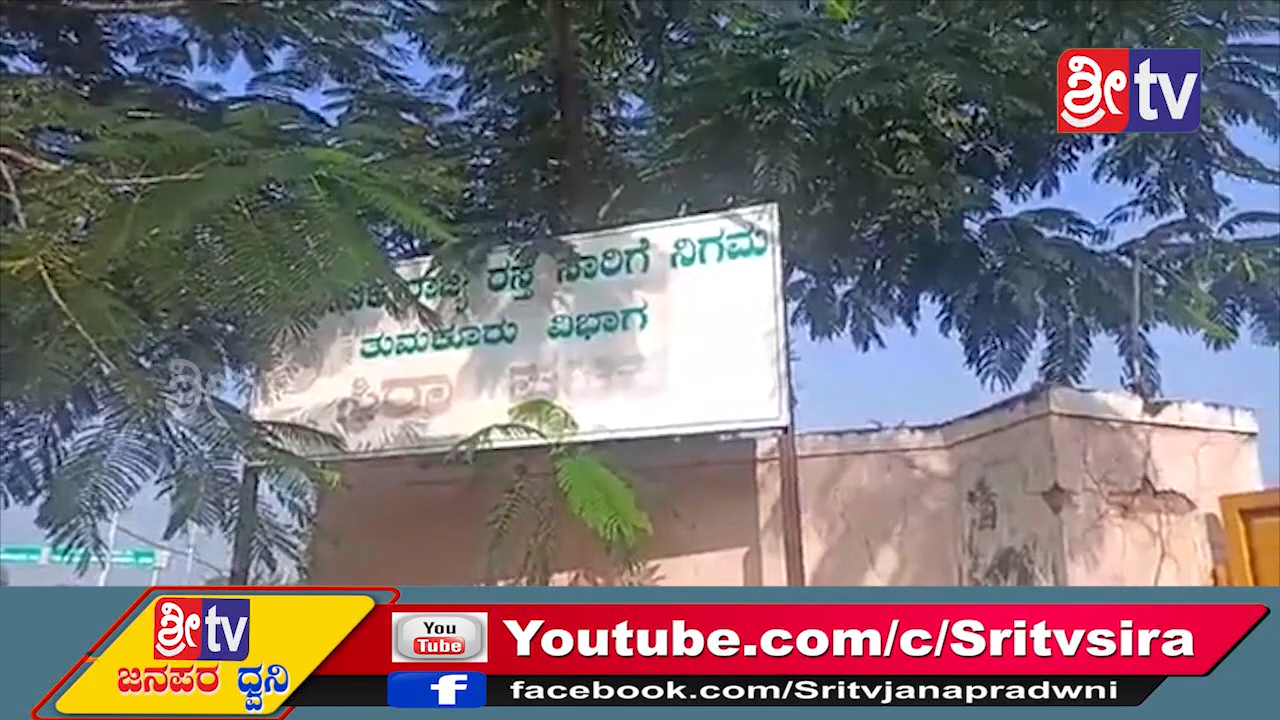 ಶ್ರೀtv
ರಾಜ್ಯ ರಸ್ತೆ ಸಾರಿಗೆ ನಿಗಮ
ತುಮಕೂರು ವಿಭಾಗ
ಸಿರಾ
ಶ್ರೀ
ಶ್ರೀtv
ಜನಪರ ಧ್ವನಿ
You
Tube
Youtube.com/c/Sritvsira
f
facebook.com/Sritvjanapradwni